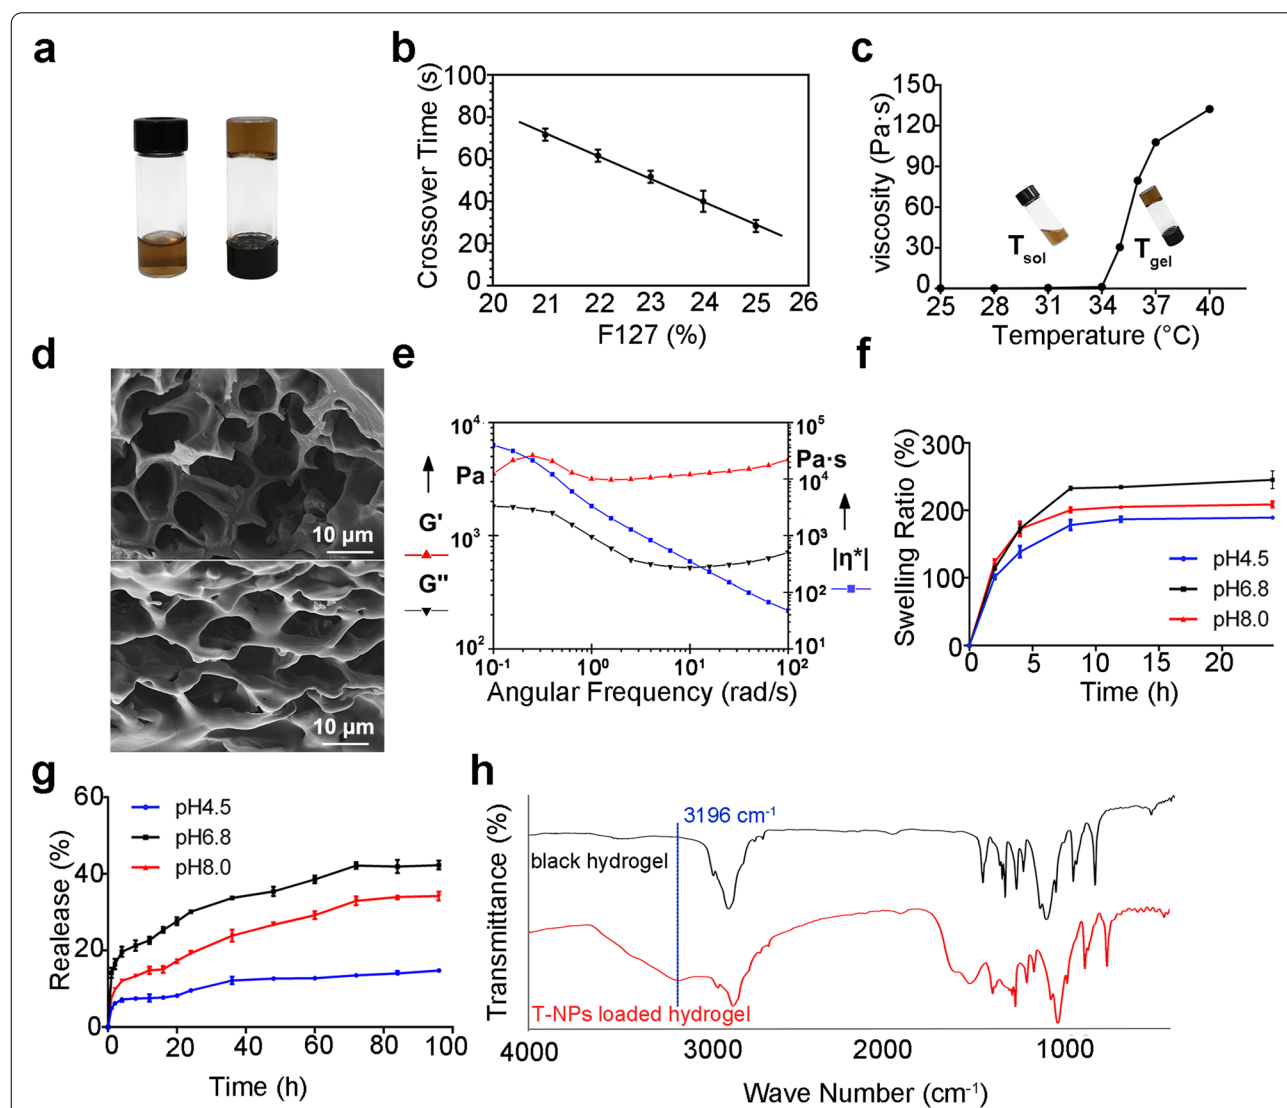 a
b
Crossover Time (s)
100
80
60
40
20
0
20 21 22 23 24 25 26
F127 (%)
c
viscosity (Pa·s)
150
120
90
60
30
0
Tsol
Tgel
25 28 31 34 37 40
Temperature (°C)
d
10 μm
10 μm
e
10⁴
Pa
G'
10³
G"
10²
10⁵
Pa·s
10⁴
10³
|η*|
10²
10¹
10⁻¹ 10⁰ 10¹ 10²
Angular Frequency (rad/s)
f
Swelling Ratio (%)
300
200
100
0
pH4.5
pH6.8
pH8.0
0 5 10 15 20
Time (h)
g
Realease (%)
60
40
20
0
pH4.5
pH6.8
pH8.0
0 20 40 60 80 100
Time (h)
h
Transmittance (%)
3196 cm⁻¹
black hydrogel
T-NPs loaded hydrogel
4000 3000 2000 1000
Wave Number (cm⁻¹)